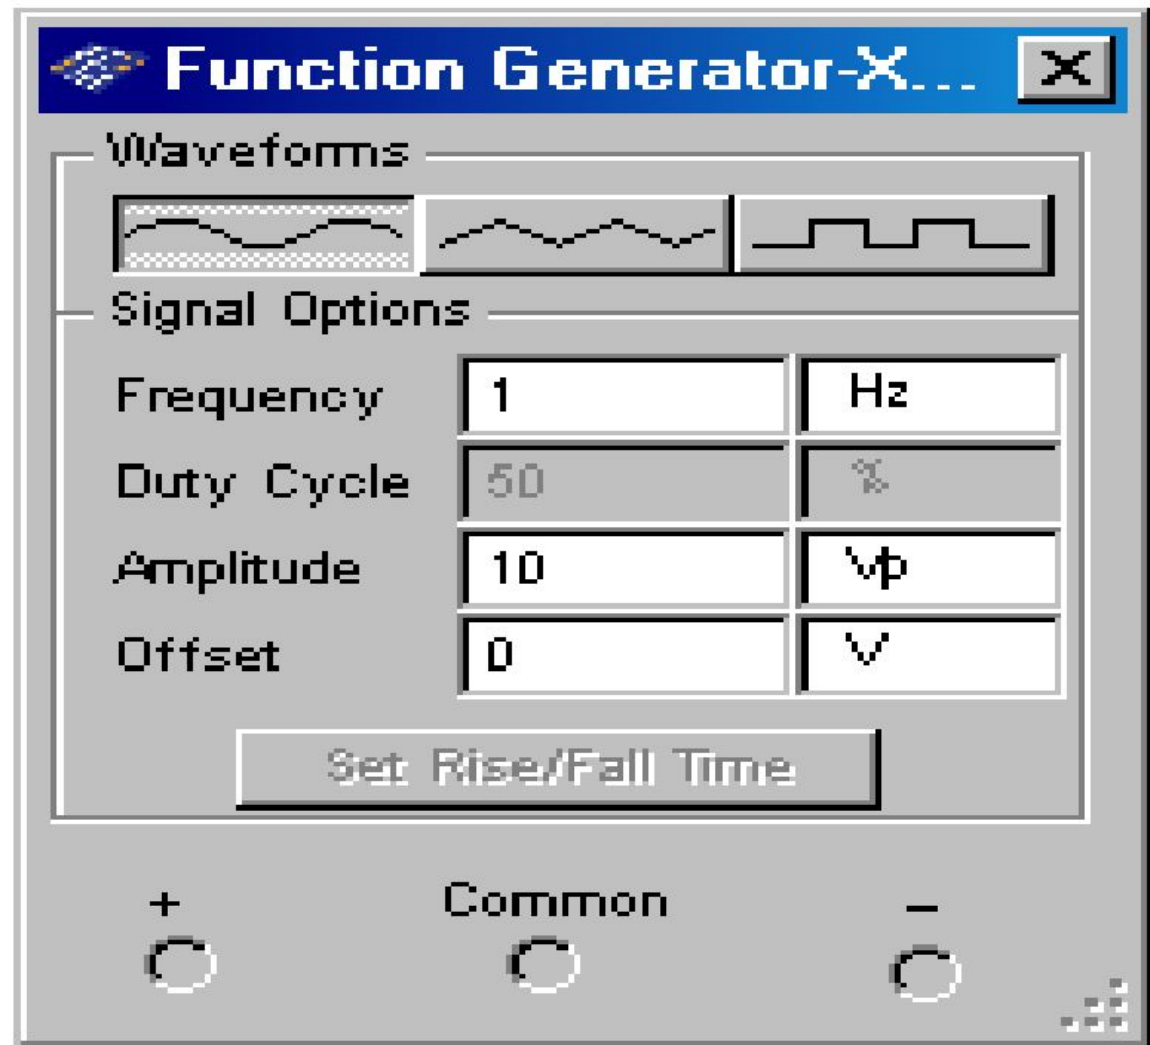 Function Generator-X...
Waveforms
Signal Options
Frequency 1 Hz
Duty Cycle 50 %
Amplitude 10 Vp
Offset 0 V
Set Rise/Fall Time
+ Common –